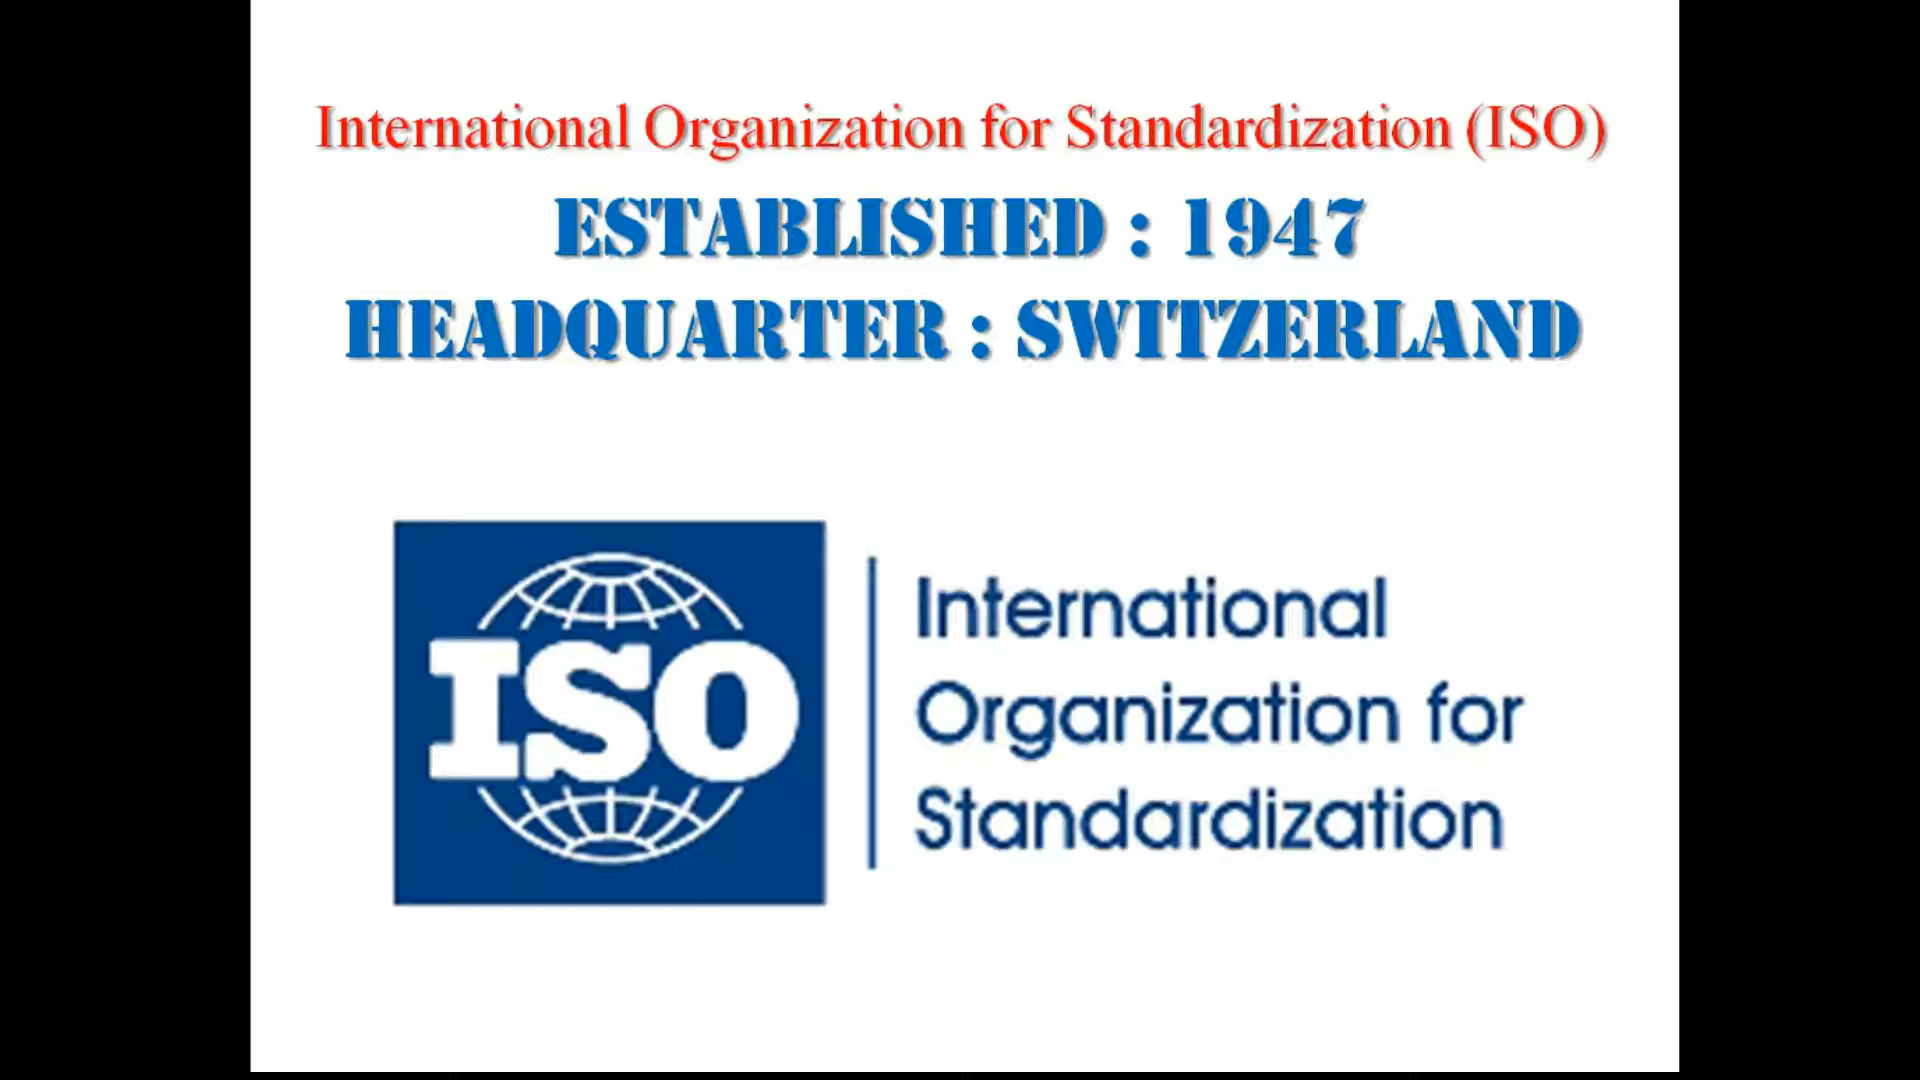 International Organization for Standardization (ISO)
ESTABLISHED : 1947
HEADQUARTER : SWITZERLAND
ISO
International
Organization for
Standardization